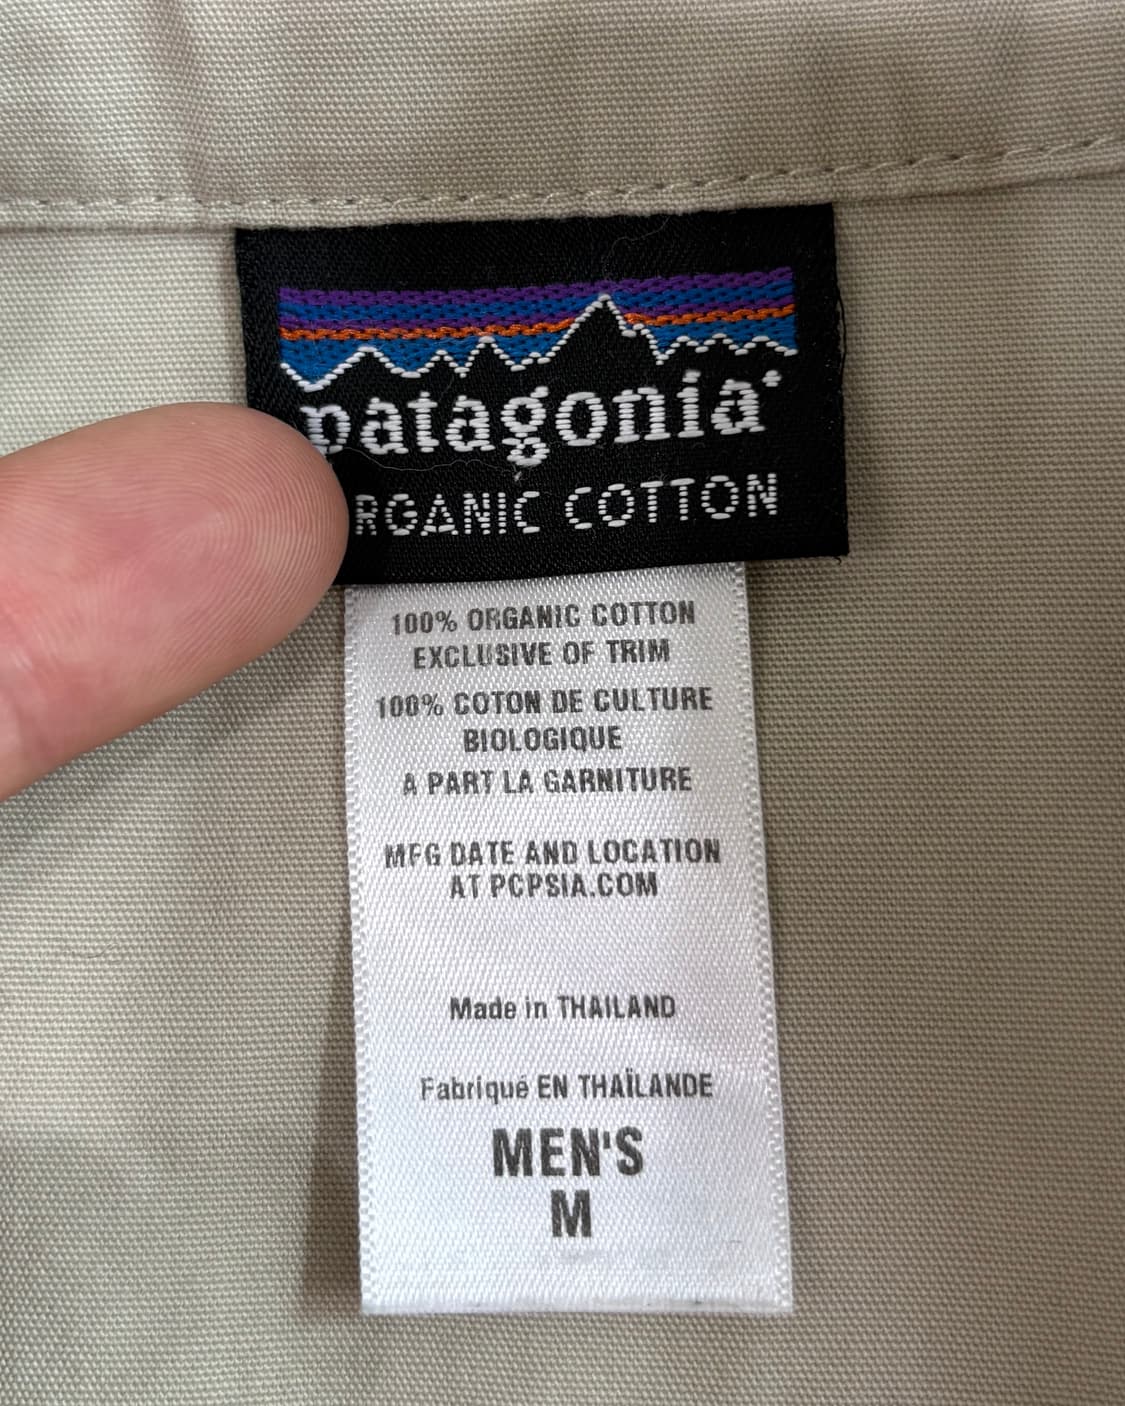 patagonia
RGANIC COTTON
100% ORGANIC COTTON
EXCLUSIVE OF TRIM
100% COTON DE CULTURE
BIOLOGIQUE
A PART LA GARNITURE
MFG DATE AND LOCATION
AT PCPSIA.COM
Made in THAILAND
Fabriqué EN THAÏLANDE
MEN'S
M